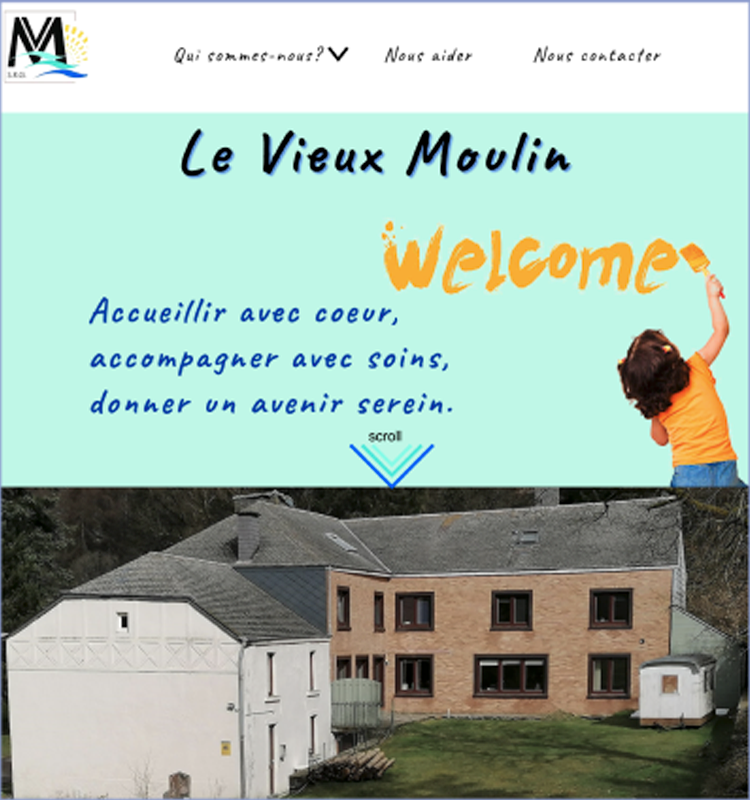 Qui sommes-nous? Nous aider Nous contacter
Le Vieux Moulin
welcome
Accueillir avec coeur,
accompagner avec soins,
donner un avenir serein.
scroll